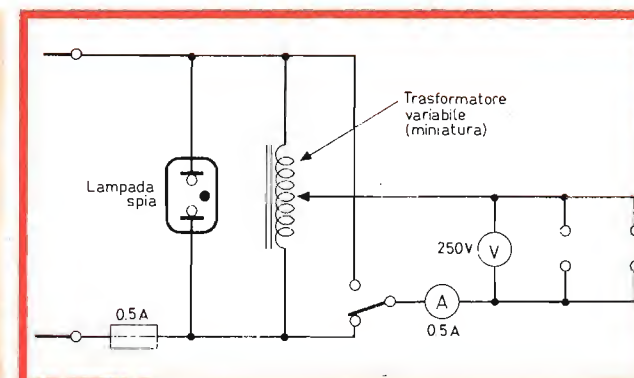 Trasformatore
variabile
(miniatura)
Lampada
spia
250V
V
0.5A
A
0.5A